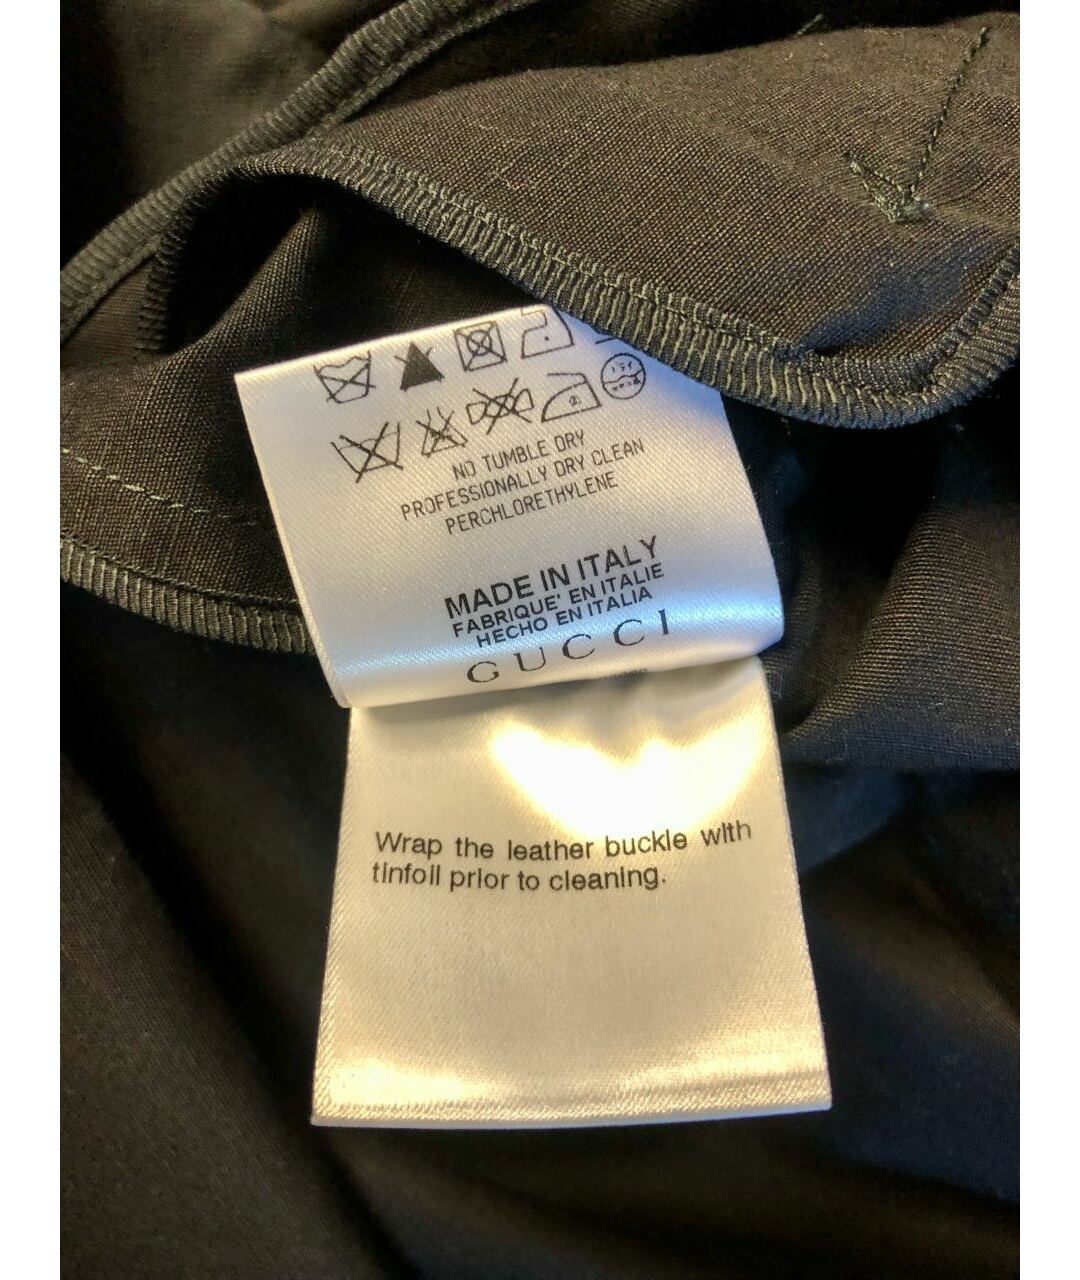 NO TUMBLE DRY
PROFESSIONALLY DRY CLEAN
PERCHLORETHYLENE
MADE IN ITALY
FABRIQUE' EN ITALIE
HECHO EN ITALIA
GUCCI
Wrap the leather buckle with
tinfoil prior to cleaning.